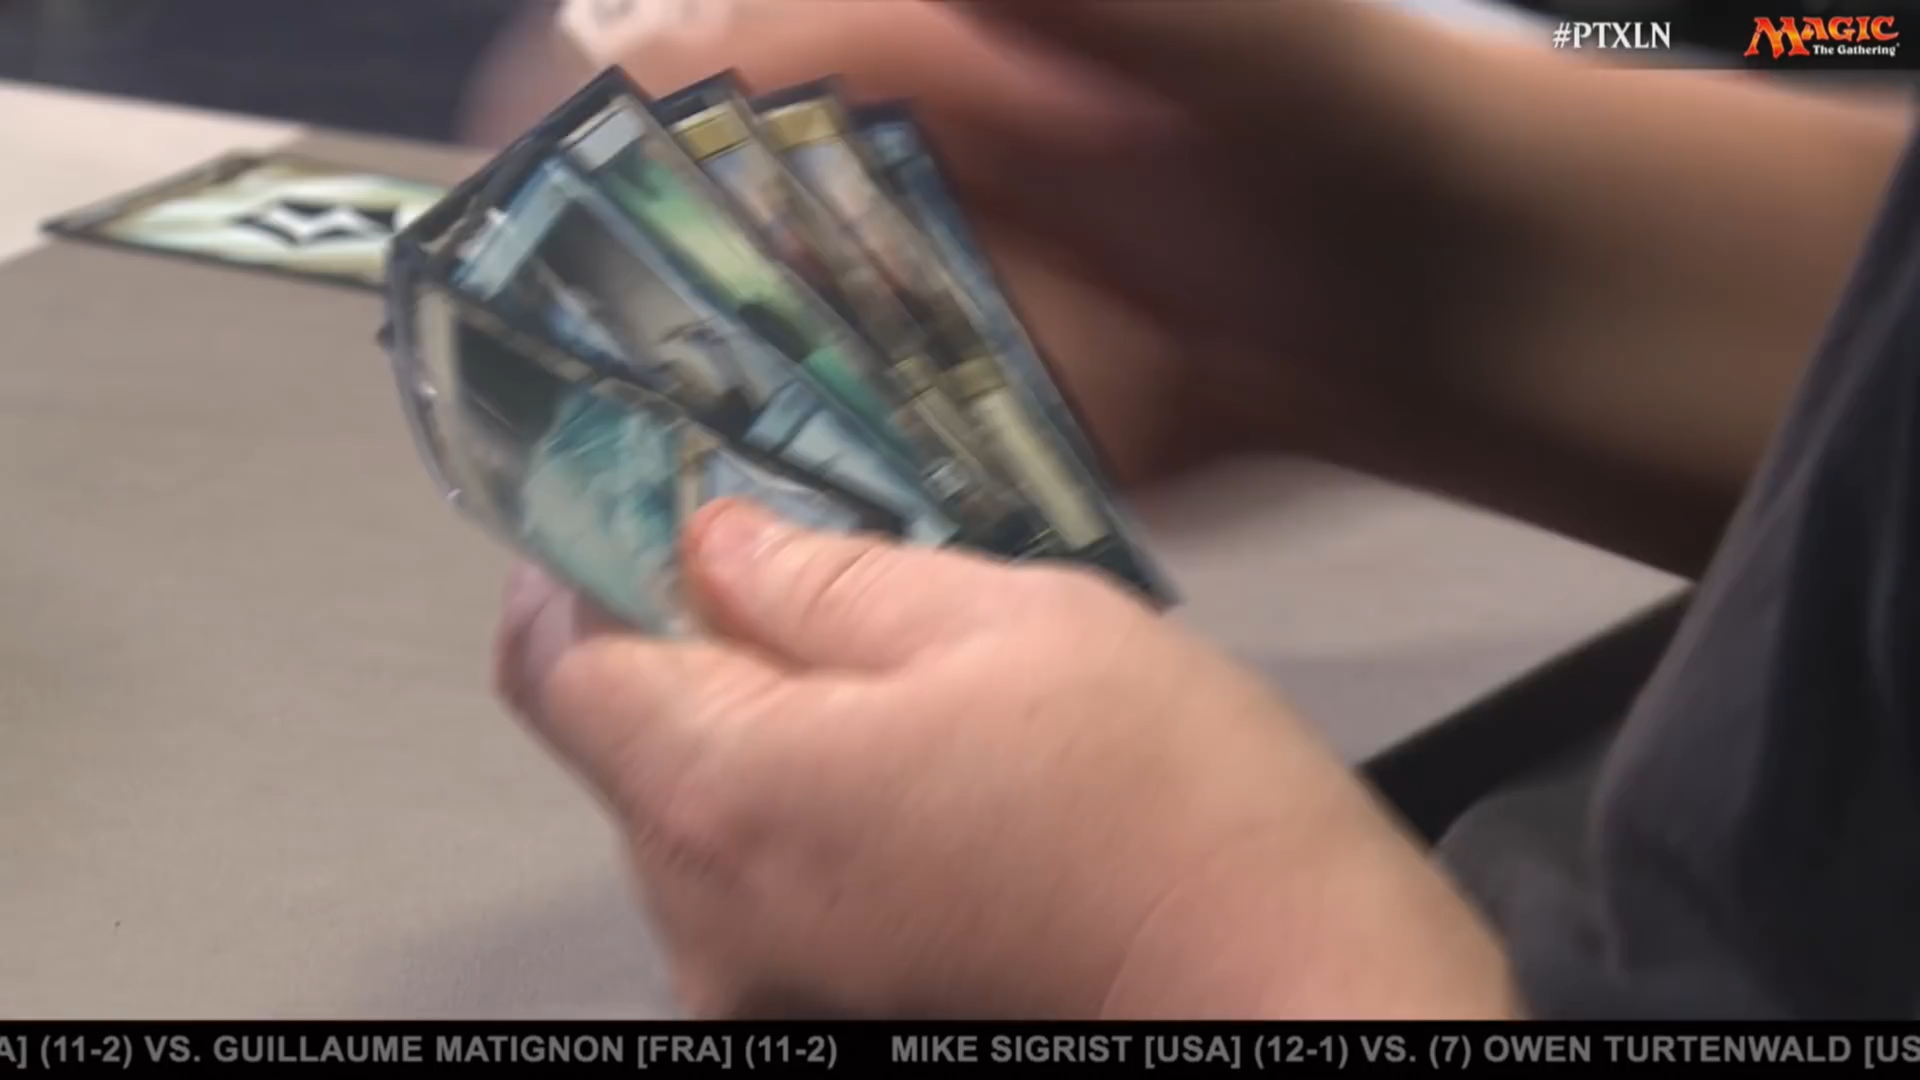 #PTXLN
MAGIC
The Gathering
A] (11-2) VS. GUILLAUME MATIGNON [FRA] (11-2) MIKE SIGRIST [USA] (12-1) VS. (7) OWEN TURTENWALD [US